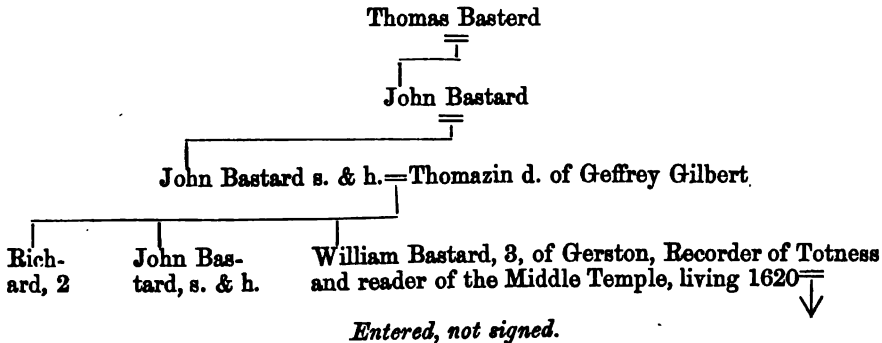 Thomas Basterd
John Bastard
John Bastard s. & h.=Thomazin d. of Geffrey Gilbert.
Rich-
ard, 2
John Bas-
tard, s. & h.
William Bastard, 3, of Gerston, Recorder of Totness
and reader of the Middle Temple, living 1620=
Entered, not signed.